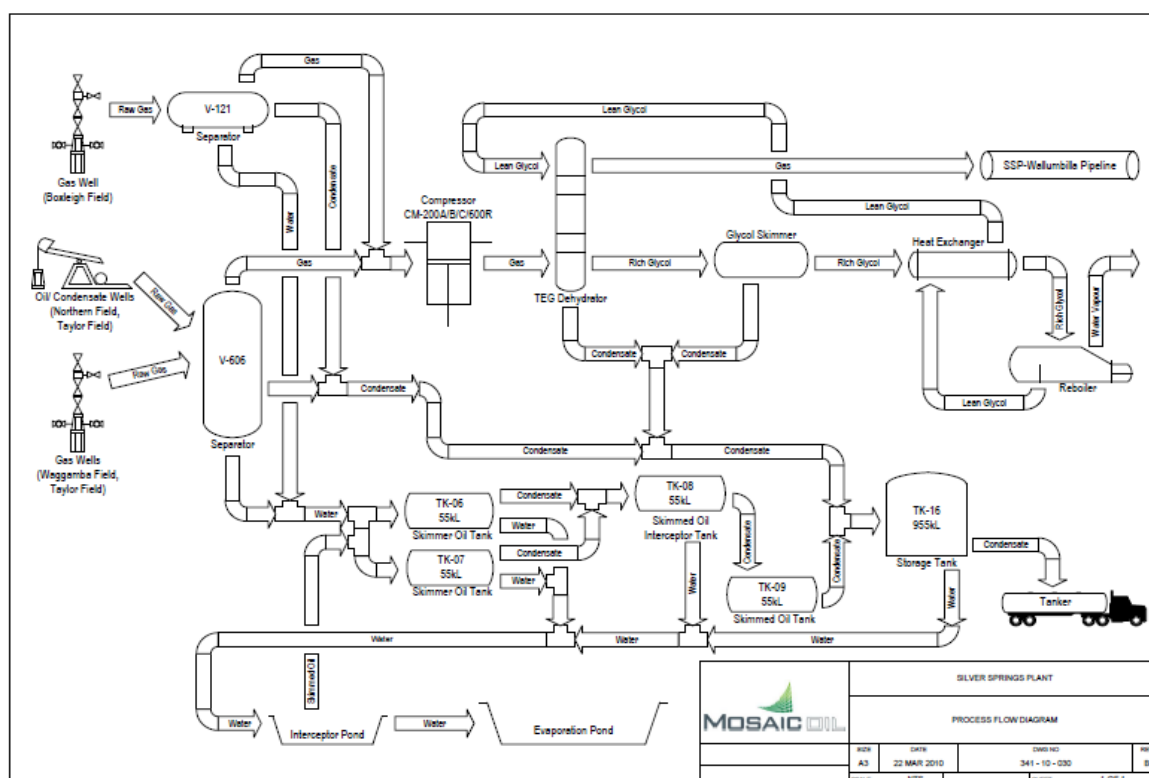 Gas
Raw Gas
V-121
Separator
Gas Well
(Boxleigh Field)
Water
Condensate
Lean Glycol
Lean Glycol
Gas
SSP-Wallumbilla Pipeline
Lean Glycol
Compressor
CM-200A/B/C/600R
Gas
Gas
TEG Dehydrator
Rich Glycol
Glycol Skimmer
Rich Glycol
Heat Exchanger
Rich Glycol
Water Vapour
Reboiler
Lean Glycol
Oil/ Condensate Wells
(Northern Field,
Taylor Field)
Raw Gas
Raw Gas
V-606
Separator
Gas Wells
(Waggamba Field,
Taylor Field)
Condensate
Condensate
Condensate
Condensate
Condensate
Water
TK-06
55kL
Skimmer Oil Tank
Condensate
Water
TK-07
55kL
Skimmer Oil Tank
Condensate
Water
TK-08
55kL
Skimmed Oil
Interceptor Tank
Condensate
Water
TK-09
55kL
Skimmed Oil Tank
Condensate
TK-16
955kL
Storage Tank
Condensate
Water
Tanker
Water
Water
Water
Skimmed Oil
Water
Interceptor Pond
Water
Evaporation Pond
MOSAIC OIL
SILVER SPRINGS PLANT
PROCESS FLOW DIAGRAM
SIZE
DATE
DWG NO
A3
22 MAR 2010
341 - 10 - 030